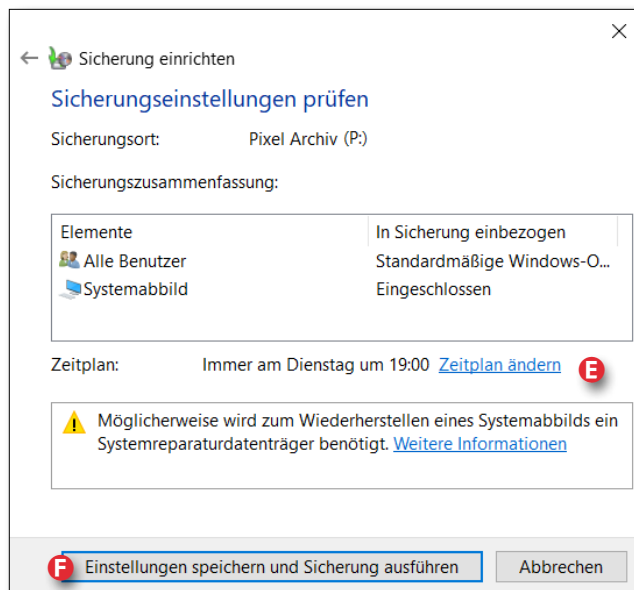 Sicherung einrichten
Sicherungseinstellungen prüfen
Sicherungsort: Pixel Archiv (P:)
Sicherungszusammenfassung:
Elemente In Sicherung einbezogen
Alle Benutzer Standardmäßige Windows-O...
Systemabbild Eingeschlossen
Zeitplan: Immer am Dienstag um 19:00 Zeitplan ändern E
Möglicherweise wird zum Wiederherstellen eines Systemabbilds ein
Systemreparaturdatenträger benötigt. Weitere Informationen
F Einstellungen speichern und Sicherung ausführen Abbrechen